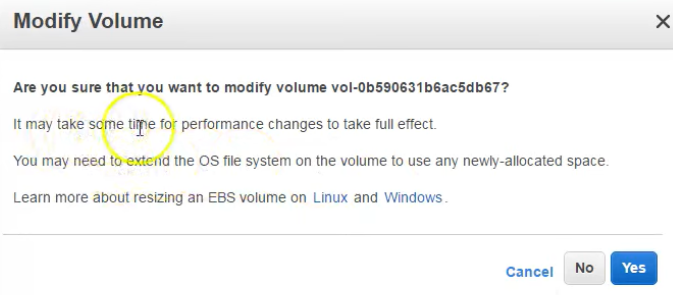 Modify Volume
Are you sure that you want to modify volume vol-0b590631b6ac5db67?
It may take some time for performance changes to take full effect.
You may need to extend the OS file system on the volume to use any newly-allocated space.
Learn more about resizing an EBS volume on Linux and Windows.
Cancel No Yes